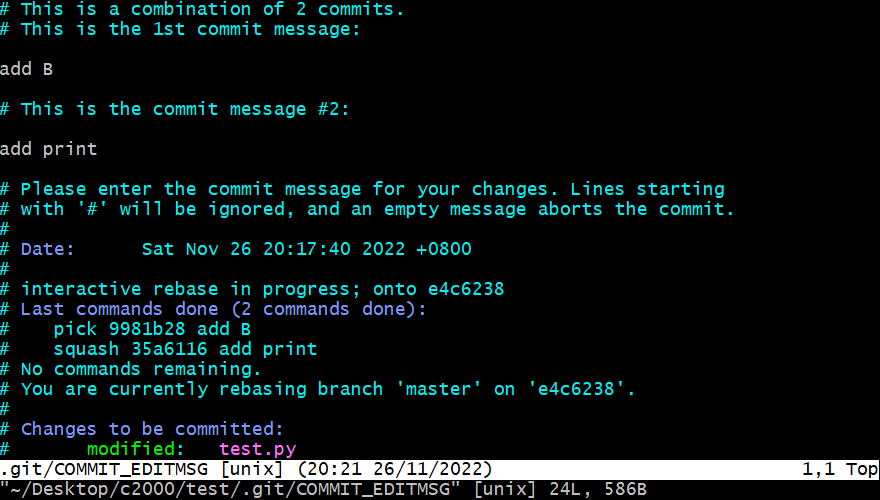 # This is a combination of 2 commits.
# This is the 1st commit message:
add B
# This is the commit message #2:
add print
# Please enter the commit message for your changes. Lines starting
# with '#' will be ignored, and an empty message aborts the commit.
#
# Date:      Sat Nov 26 20:17:40 2022 +0800
#
# interactive rebase in progress; onto e4c6238
# Last commands done (2 commands done):
#    pick 9981b28 add B
#    squash 35a6116 add print
# No commands remaining.
# You are currently rebasing branch 'master' on 'e4c6238'.
#
# Changes to be committed:
#       modified:   test.py
.git/COMMIT_EDITMSG [unix] (20:21 26/11/2022) 1,1 Top
"~/Desktop/c2000/test/.git/COMMIT_EDITMSG" [unix] 24L, 586B